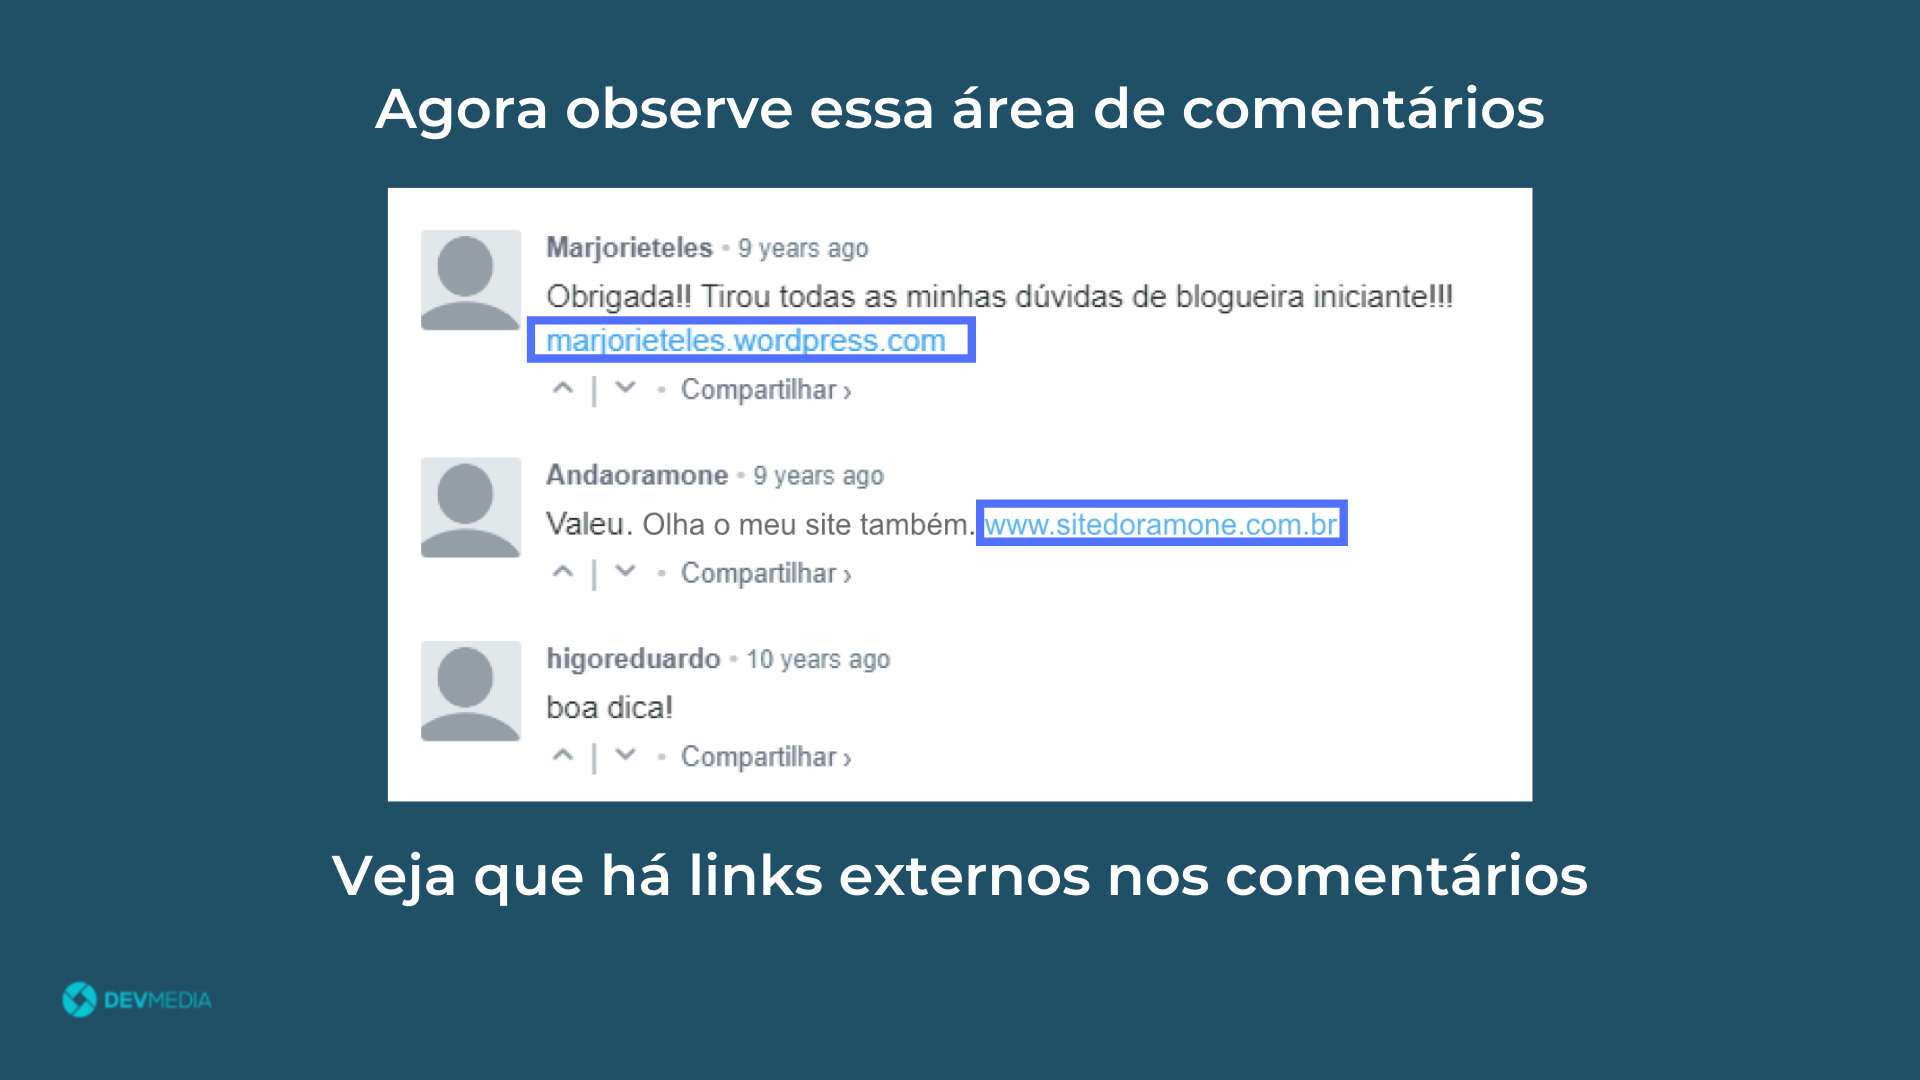 Agora observe essa área de comentários
Marjorieteles • 9 years ago
Obrigada!! Tirou todas as minhas dúvidas de blogueira iniciante!!!
marjorieteles.wordpress.com
• Compartilhar ›
Andaoramone • 9 years ago
Valeu. Olha o meu site também. www.sitedoramone.com.br
• Compartilhar ›
higoreduardo • 10 years ago
boa dica!
• Compartilhar ›
Veja que há links externos nos comentários
DEVMEDIA